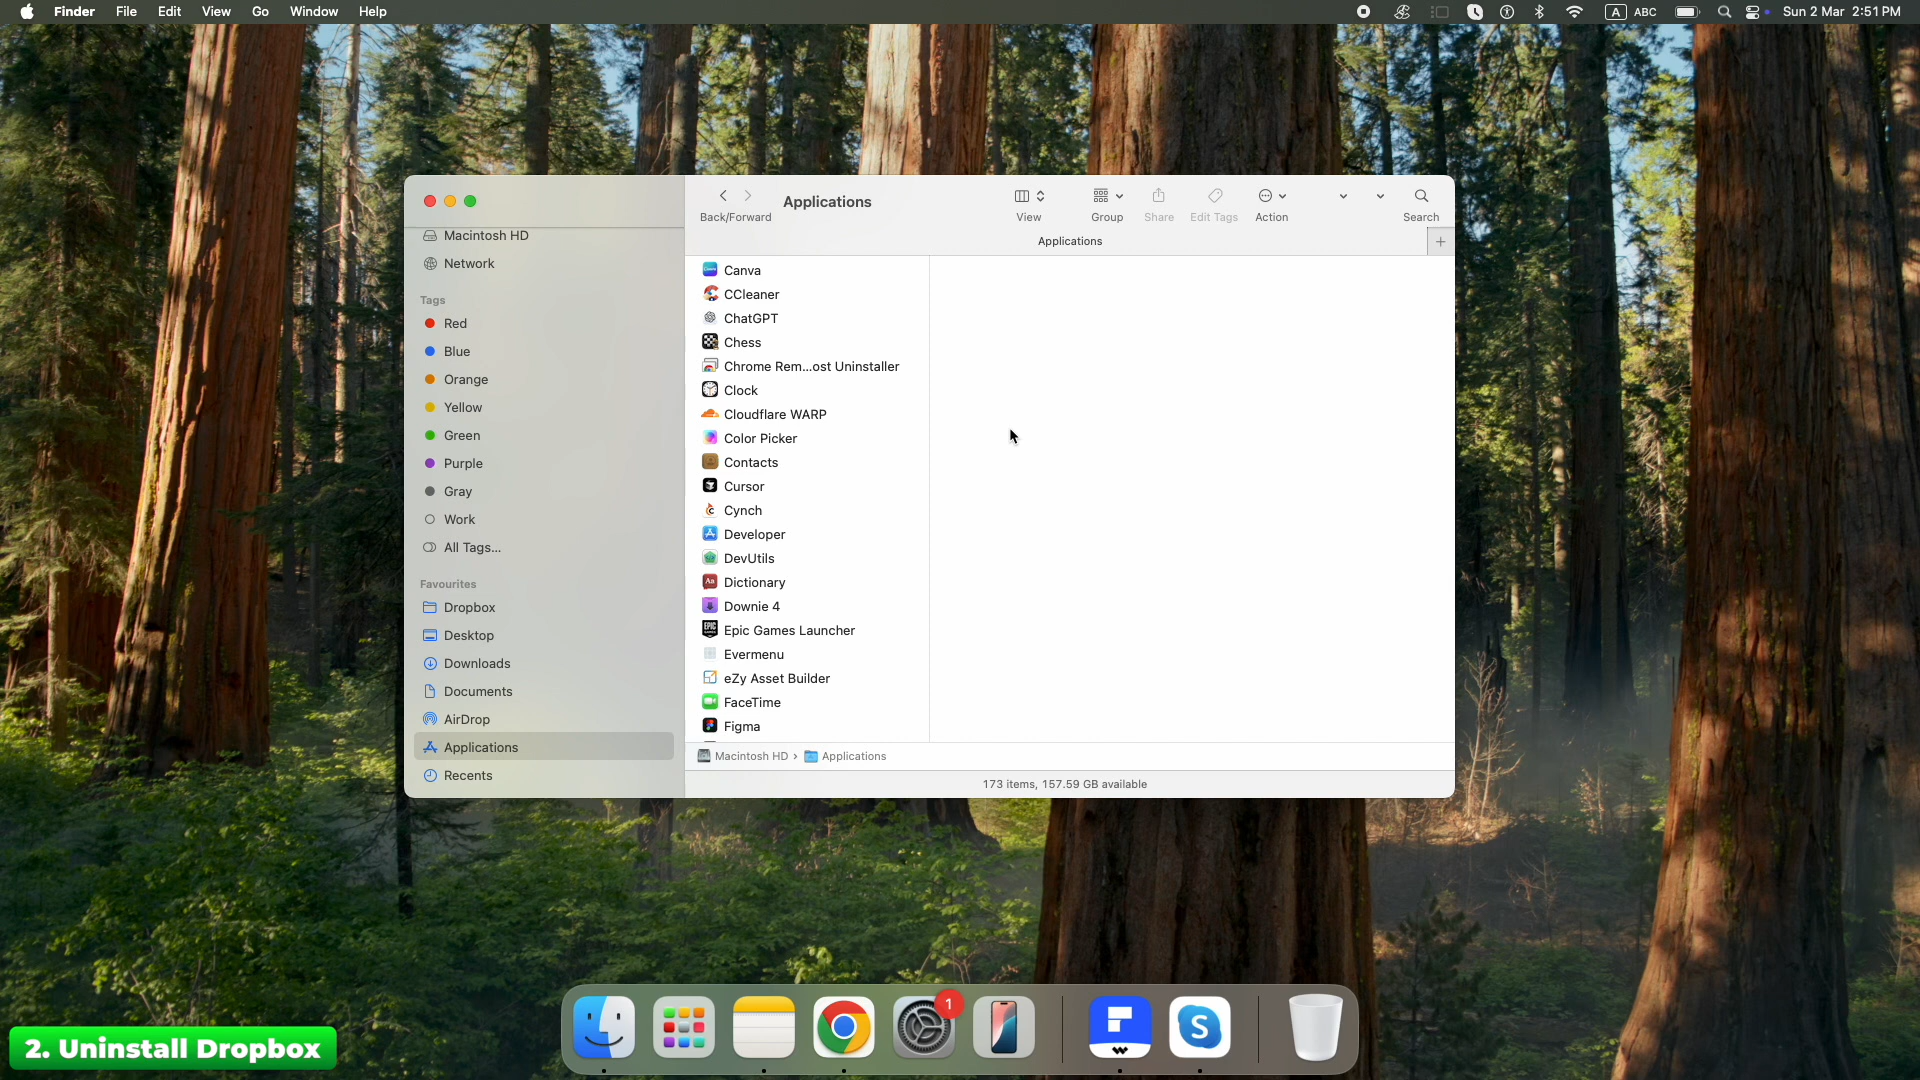 Finder File Edit View Go Window Help
A ABC Sun 2 Mar 2:51 PM
Applications
Back/Forward View Group Share Edit Tags Action Search
Applications
Macintosh HD
Network
Tags
Red
Blue
Orange
Yellow
Green
Purple
Gray
Work
All Tags...
Favourites
Dropbox
Desktop
Downloads
Documents
AirDrop
Applications
Recents
Canva
CCleaner
ChatGPT
Chess
Chrome Rem...ost Uninstaller
Clock
Cloudflare WARP
Color Picker
Contacts
Cursor
Cynch
Developer
DevUtils
Dictionary
Downie 4
Epic Games Launcher
Evermenu
eZy Asset Builder
FaceTime
Figma
Macintosh HD › Applications
173 items, 157.59 GB available
1
2. Uninstall Dropbox